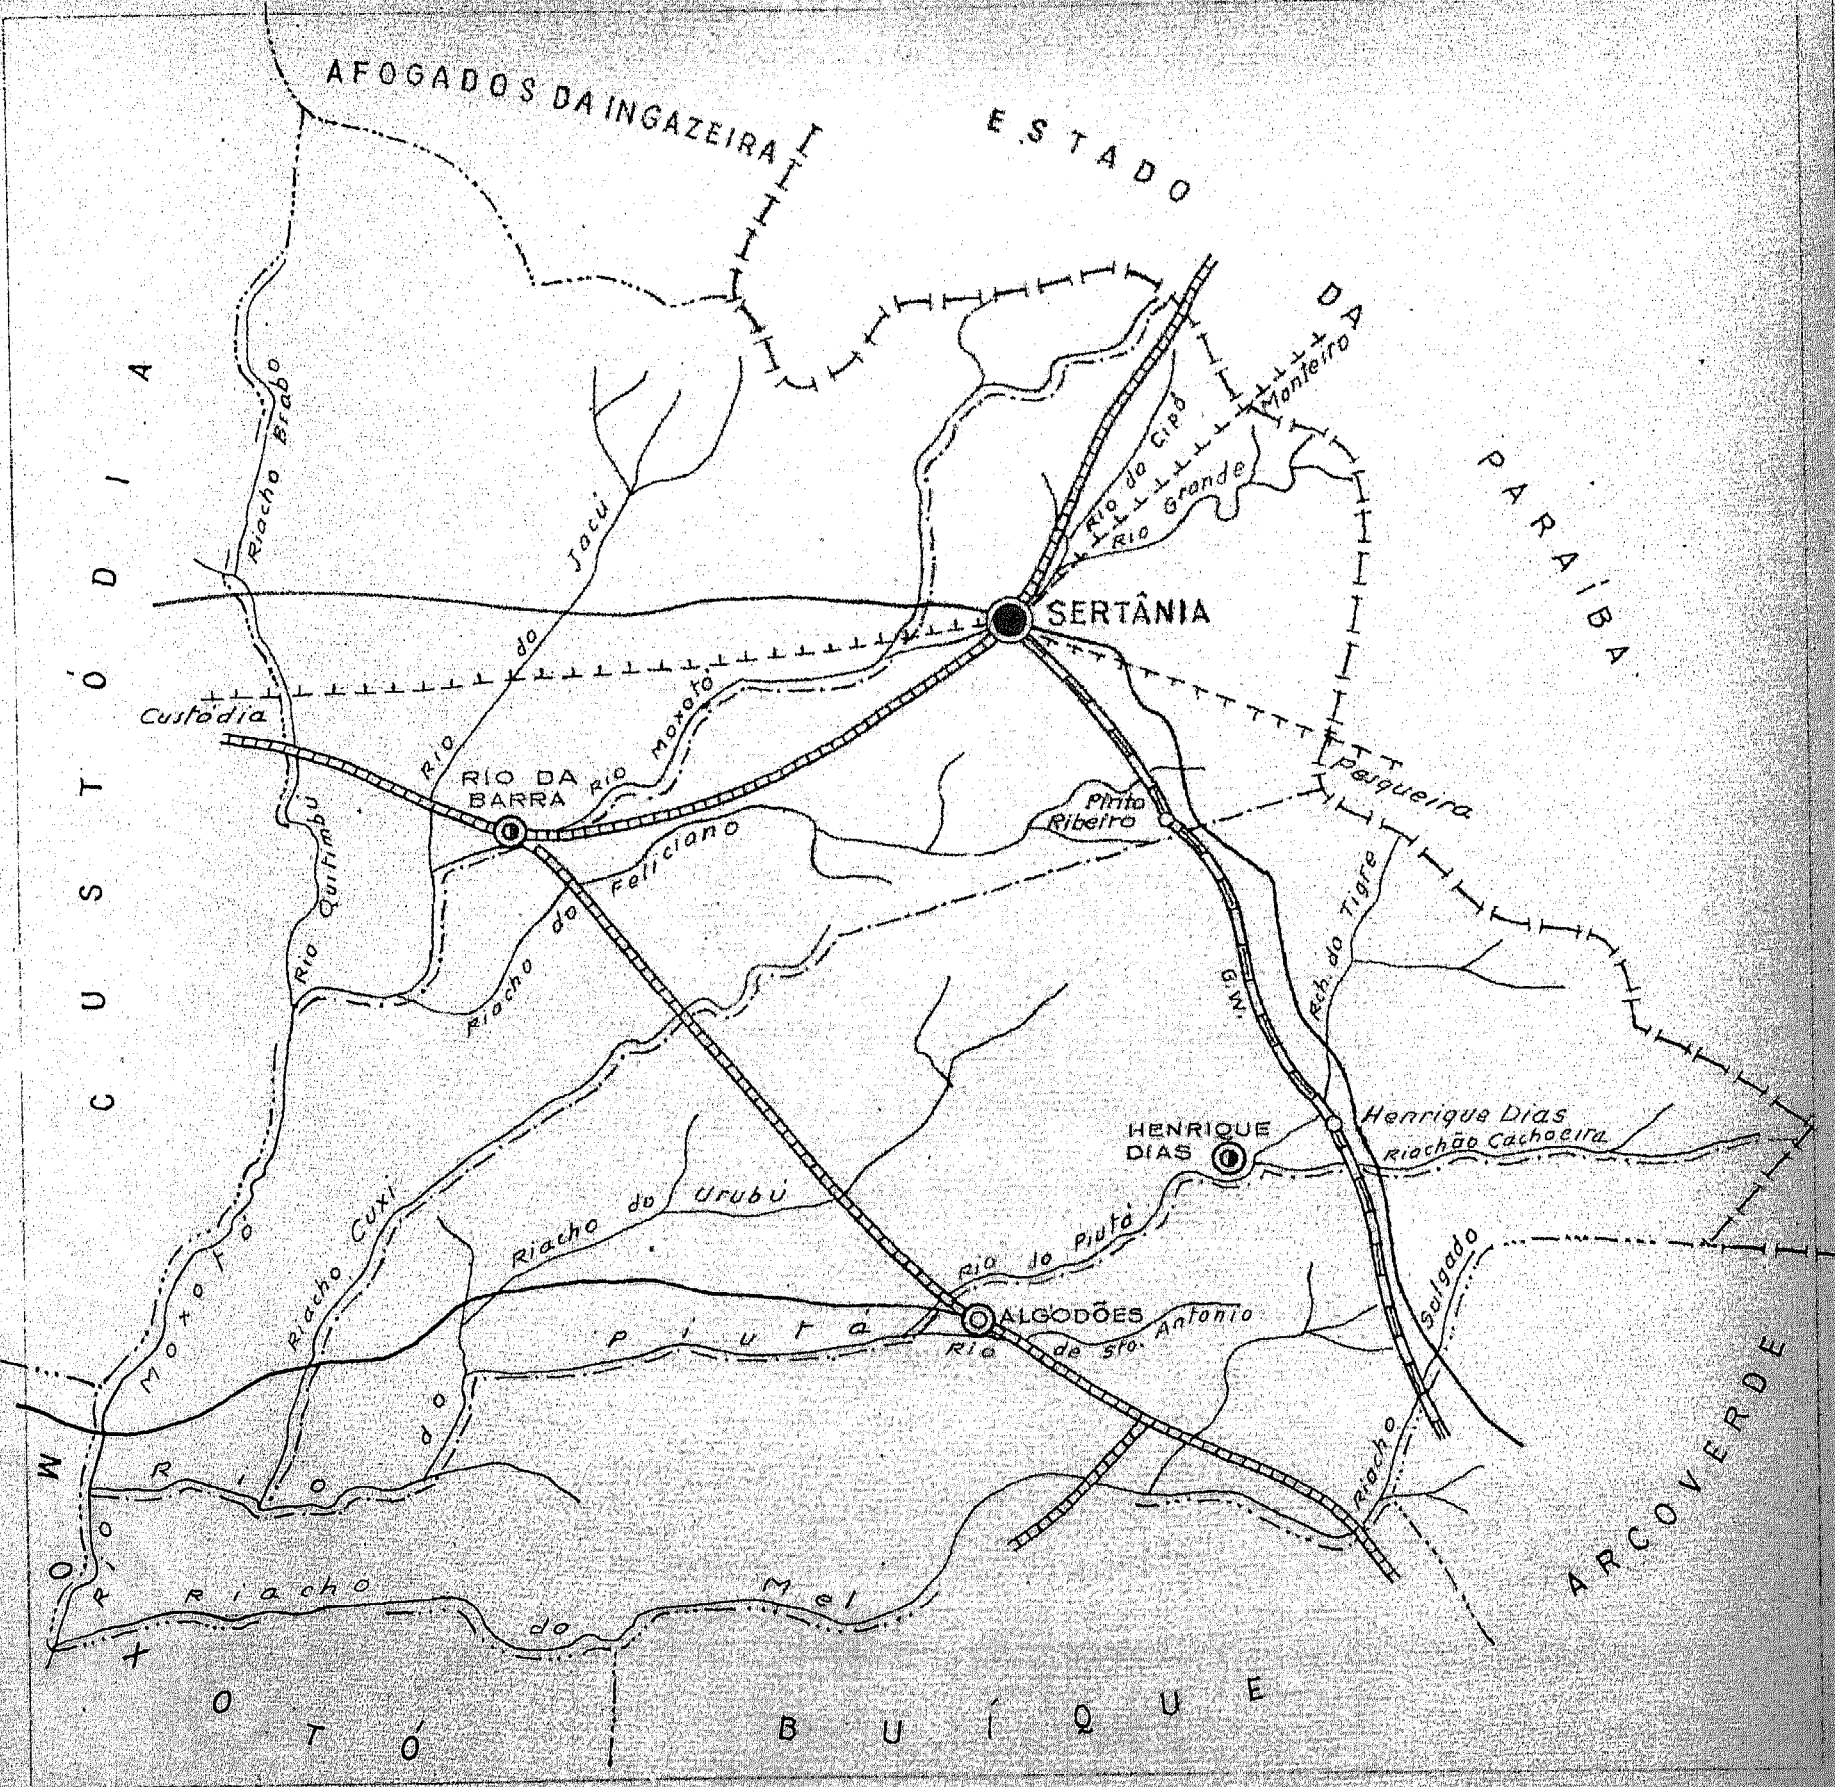 AFOGADOS DA INGAZEIRA
ESTADO
DA
PARAÍBA
CUSTÓDIA
Monteiro
Riacho Brabo
Rio do Jacú
Rio do Cipó
Rio Grande
SERTÂNIA
Custódia
Rio Moxotó
RIO DA
BARRA
Pesqueira
Pinto
Ribeiro
Rio Quitimbú
Riacho do Feliciano
Rch. do Tigre
G.W.
HENRIQUE
DIAS
Henrique Dias
Riachão Cachoeira
Riacho Cuxi
Riacho do Urubú
Rio do Piutá
ALGODÕES
Rio de Sto. Antonio
Riacho Salgado
Rio Moxotó
Rio do Piutá
Riacho do Mel
ARCOVERDE
MOXOTÓ
BUÍQUE